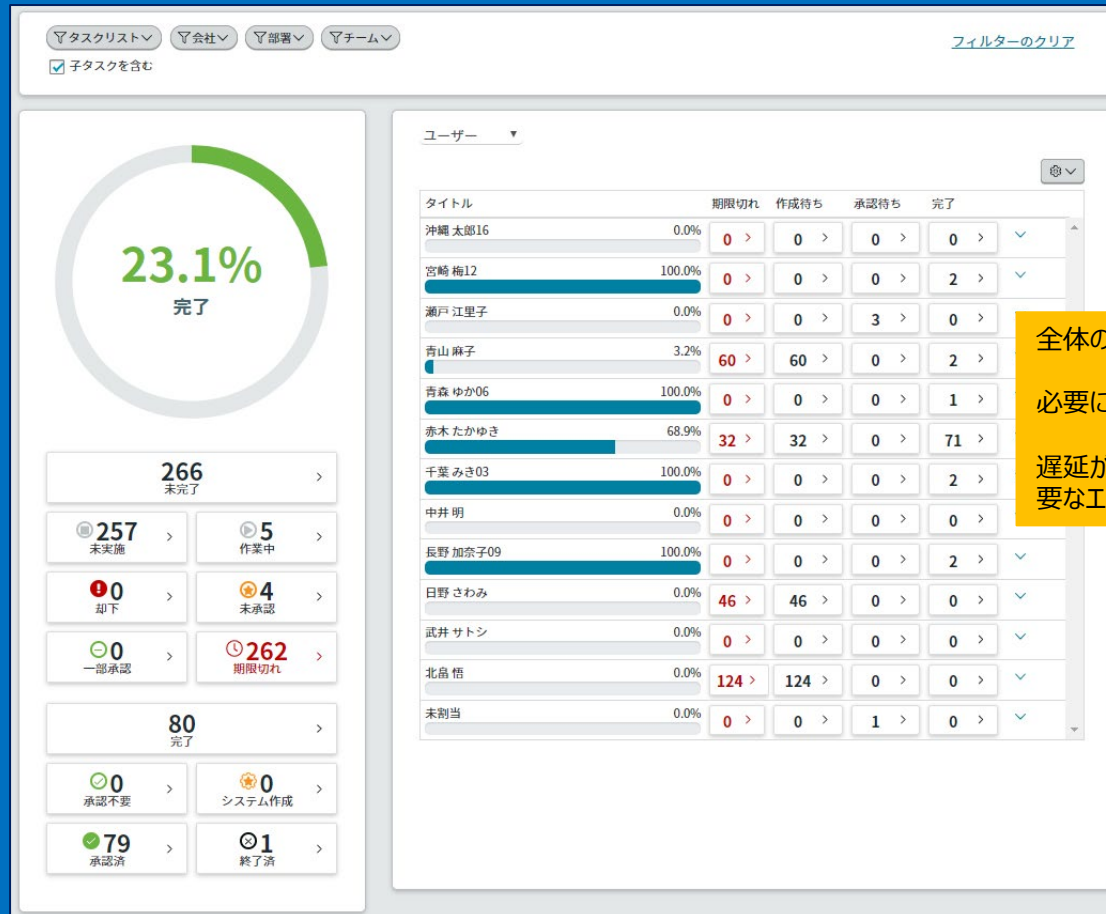 タスクリスト 会社 部署 チーム フィルターのクリア
子タスクを含む
23.1%
完了
266
未完了
257 5
未実施 作業中
0 4
却下 未承認
0 262
一部承認 期限切れ
80
完了
0 0
承認不要 システム作成
79 1
承認済 終了済
ユーザー
タイトル 期限切れ 作成待ち 承認待ち 完了
沖縄 太郎16 0.0% 0 0 0 0
宮崎 梅12 100.0% 0 0 0 2
瀬戸 江里子 0.0% 0 0 3 0
青山 麻子 3.2% 60 60 0 2
青森 ゆか06 100.0% 0 0 0 1
赤木 たかゆき 68.9% 32 32 0 71
千葉 みき03 100.0% 0 0 0 2
中井 明 0.0% 0 0 0 0
長野 加奈子09 100.0% 0 0 0 2
日野 さわみ 0.0% 46 46 0 0
武井 サトシ 0.0% 0 0 0 0
北畠 悟 0.0% 124 124 0 0
未割当 0.0% 0 0 1 0
全体の
必要に
遅延が
要なエ